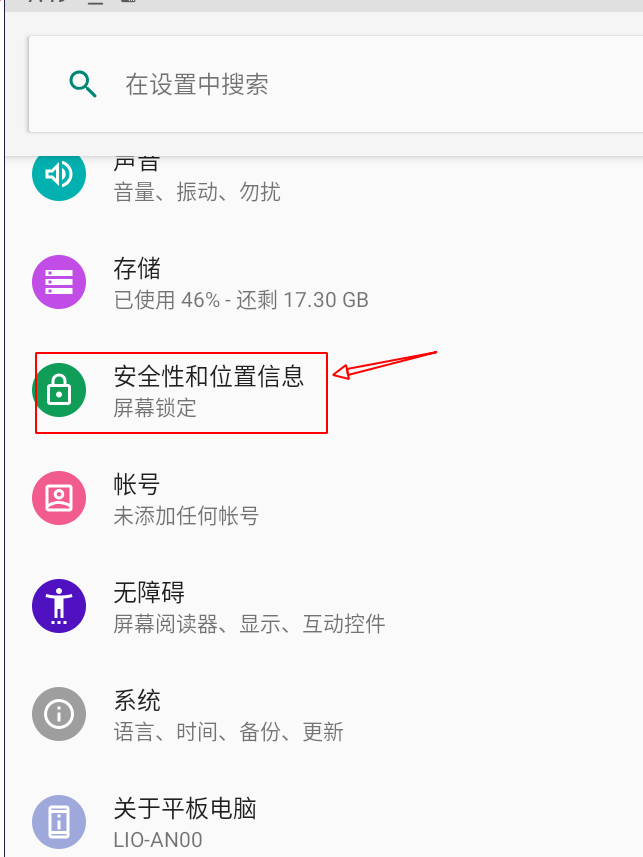 在设置中搜索
声音
音量、振动、勿扰
存储
已使用 46% - 还剩 17.30 GB
安全性和位置信息
屏幕锁定
帐号
未添加任何帐号
无障碍
屏幕阅读器、显示、互动控件
系统
语言、时间、备份、更新
关于平板电脑
LIO-AN00